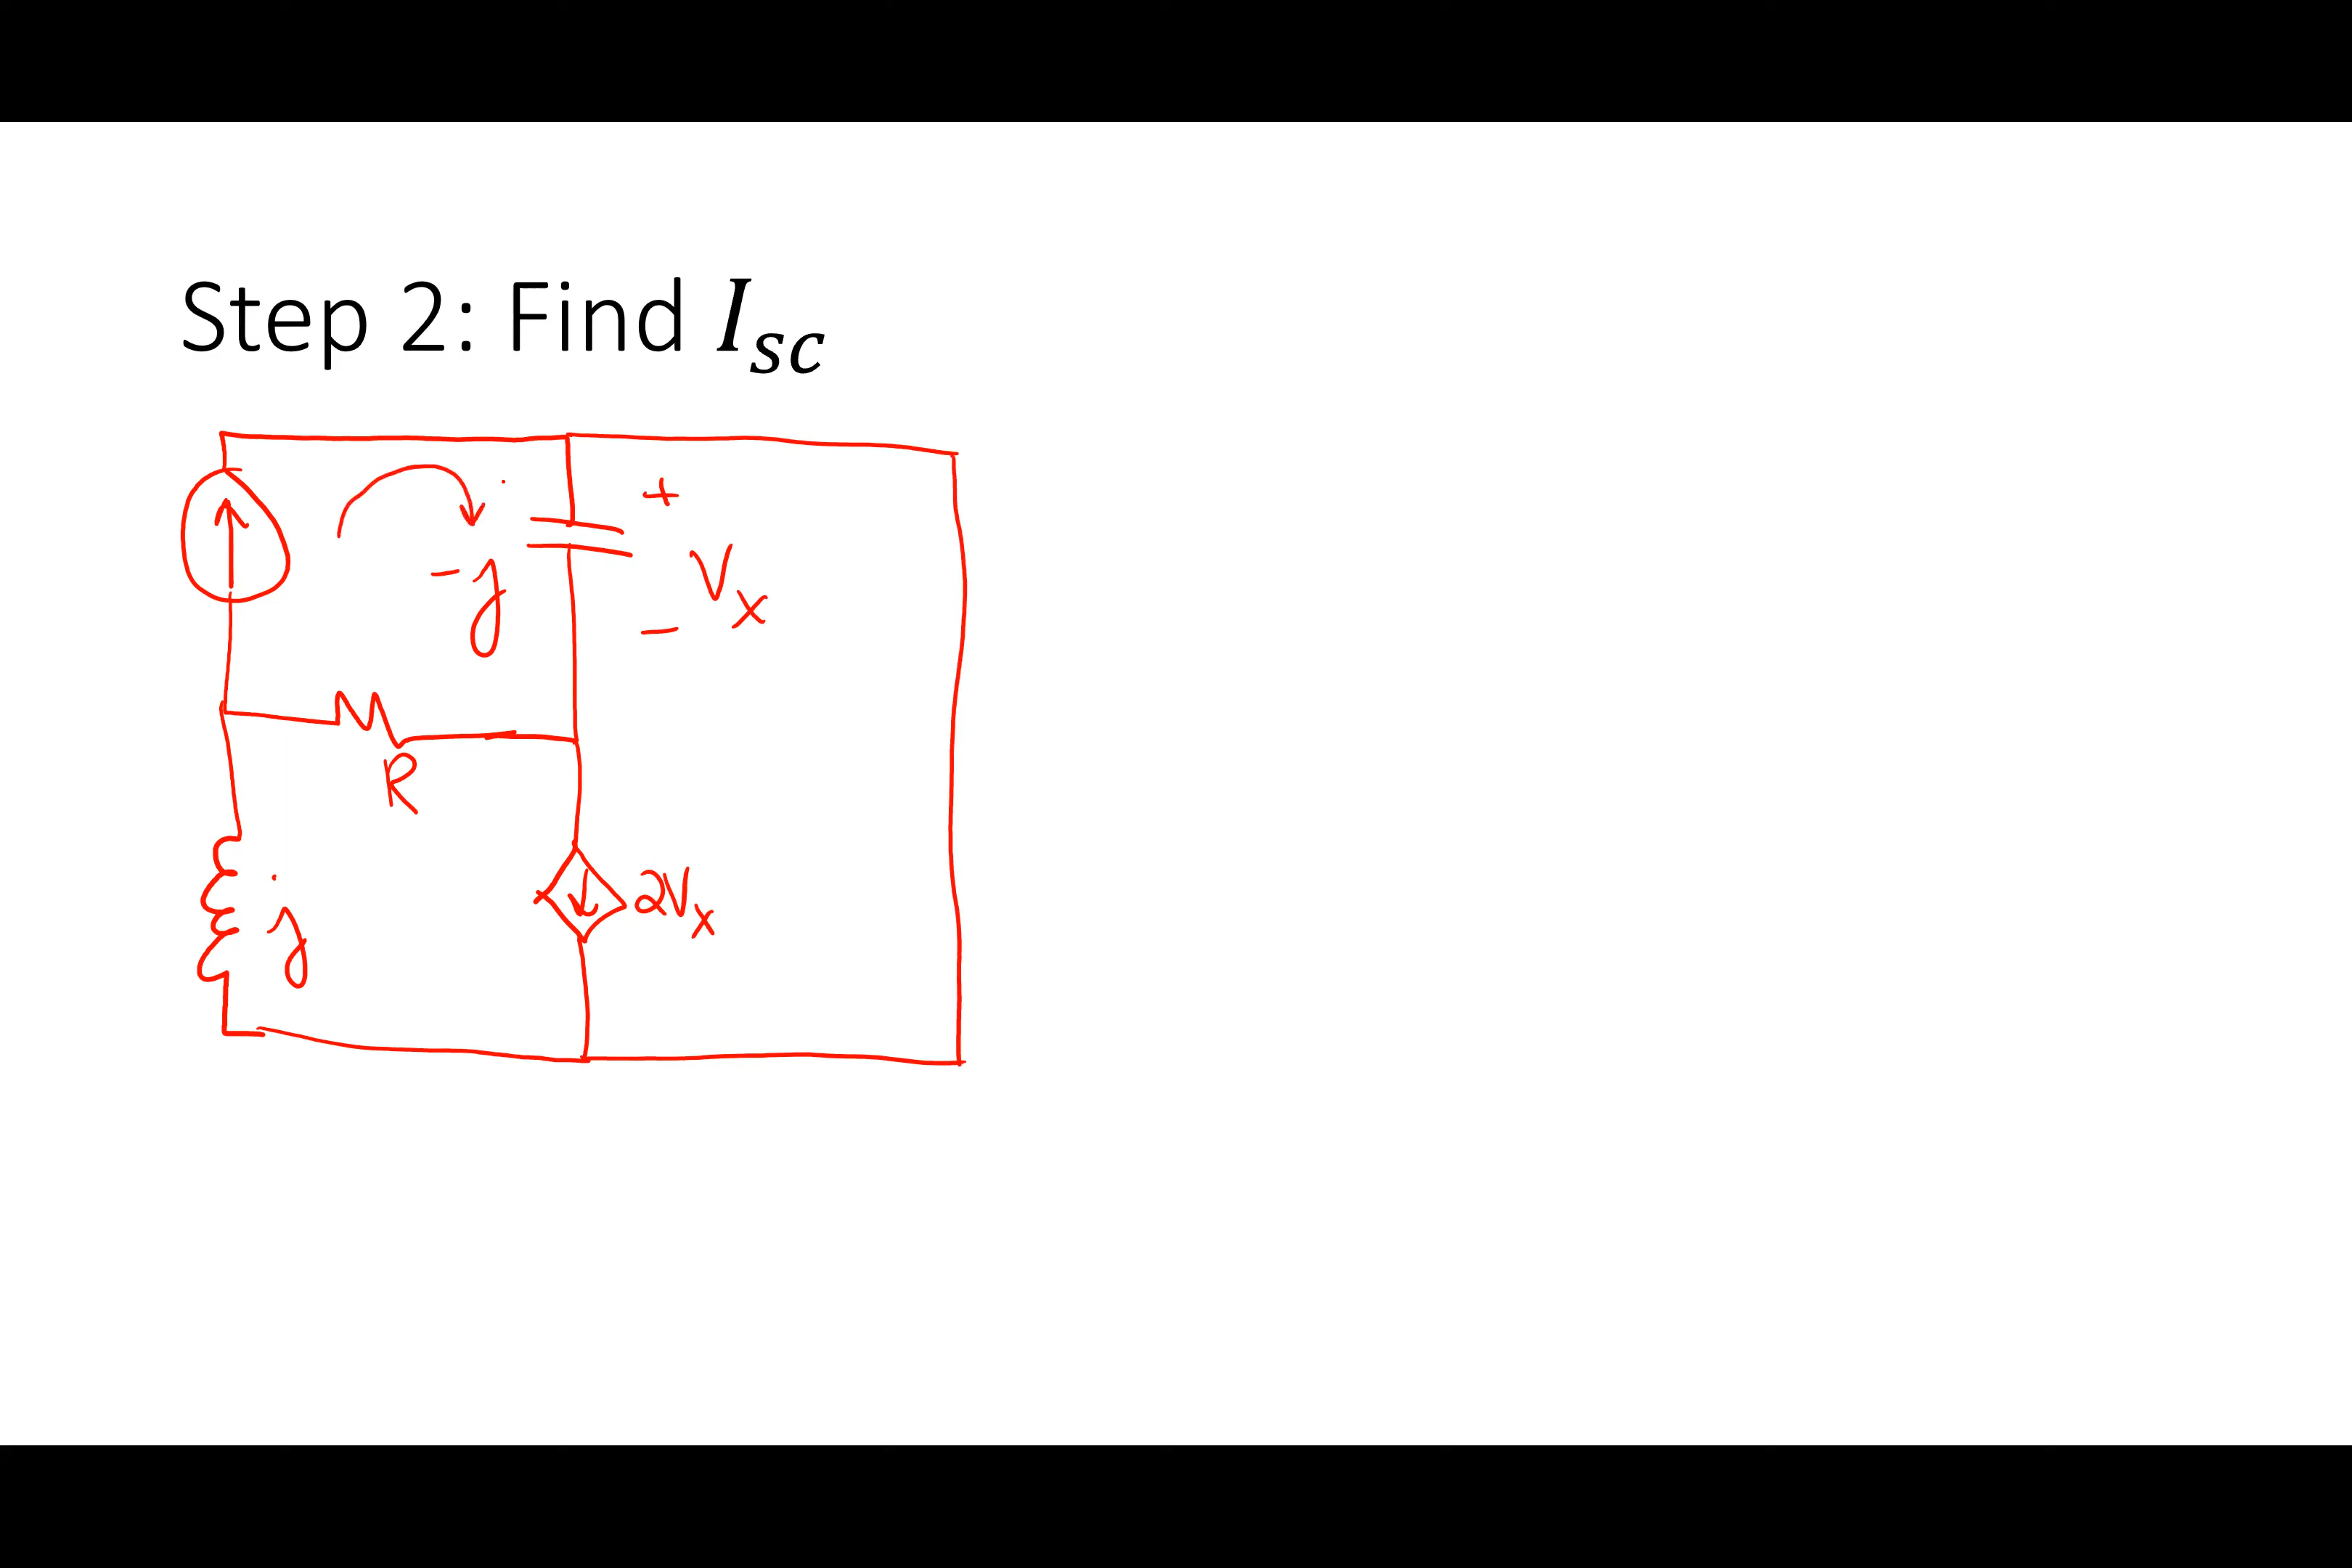 Step 2: Find I_sc
+
-j
V_x
−
R
j
2V_x